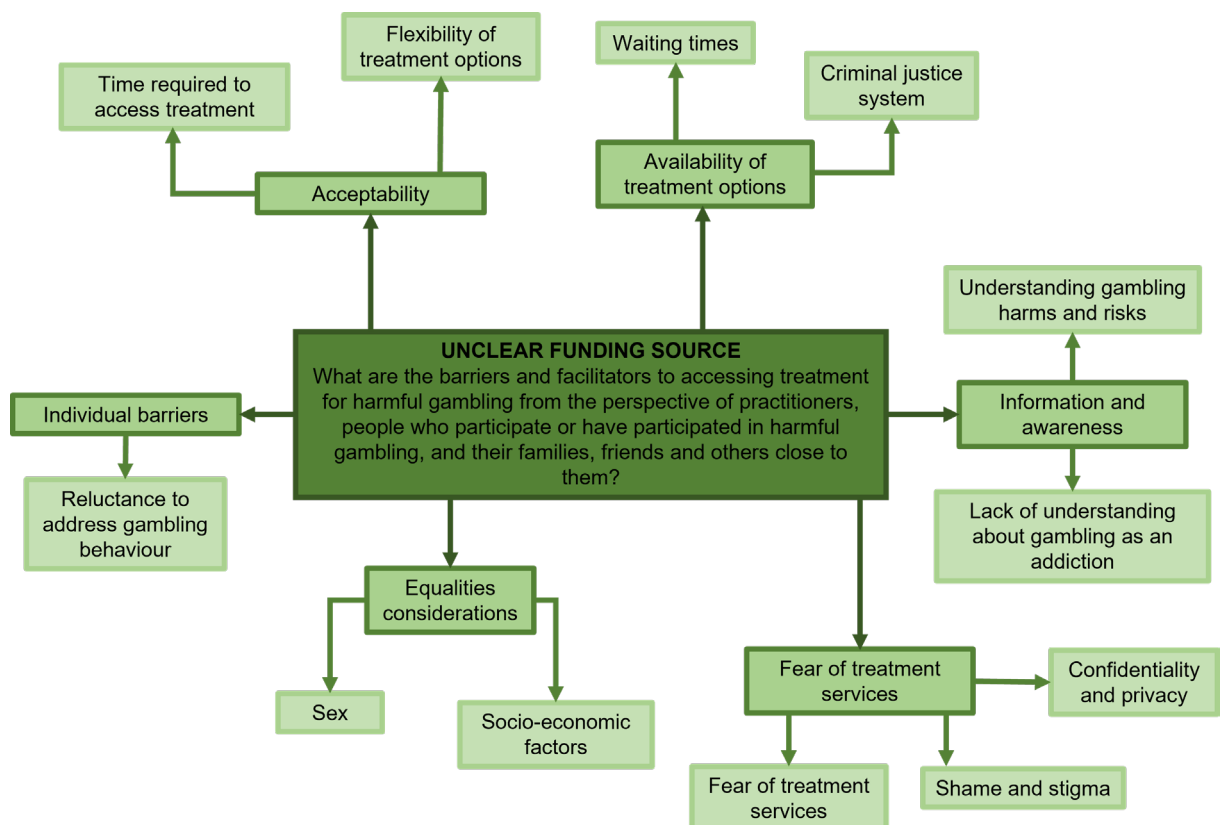 Flexibility of
treatment options
Time required to
access treatment
Acceptability
Waiting times
Criminal justice
system
Availability of
treatment options
Understanding gambling
harms and risks
UNCLEAR FUNDING SOURCE
What are the barriers and facilitators to accessing treatment
for harmful gambling from the perspective of practitioners,
people who participate or have participated in harmful
gambling, and their families, friends and others close to
them?
Individual barriers
Reluctance to
address gambling
behaviour
Information and
awareness
Lack of understanding
about gambling as an
addiction
Equalities
considerations
Sex
Socio-economic
factors
Fear of treatment
services
Confidentiality
and privacy
Fear of treatment
services
Shame and stigma